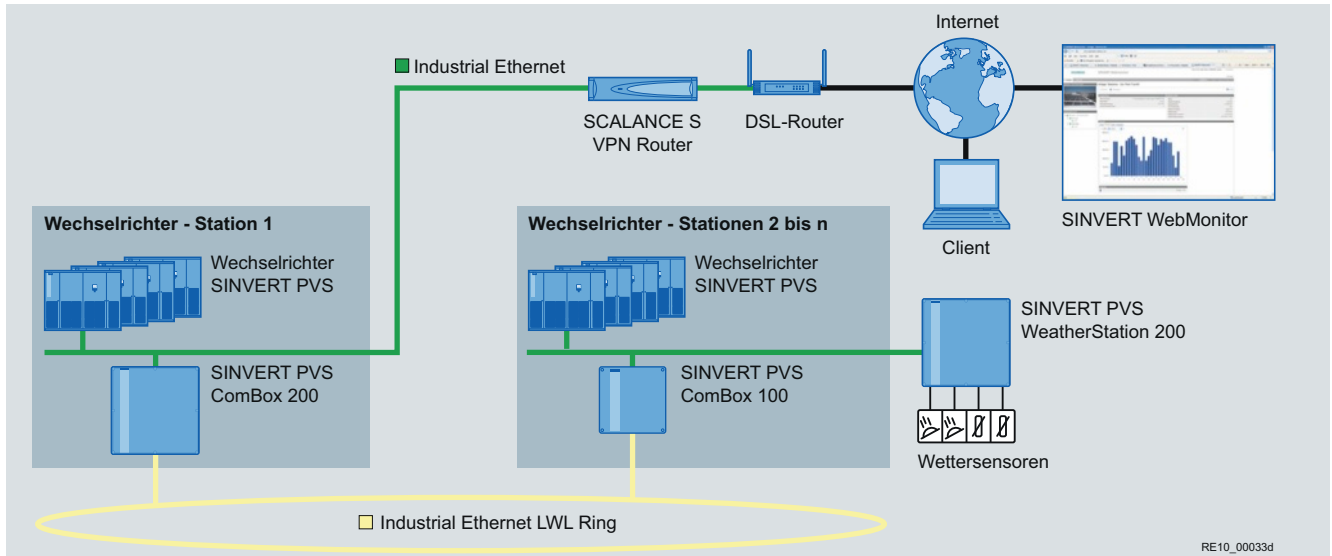 Internet
Industrial Ethernet
SCALANCE S
VPN Router
DSL-Router
Client
SINVERT WebMonitor
Wechselrichter - Station 1
Wechselrichter
SINVERT PVS
SINVERT PVS
ComBox 200
Wechselrichter - Stationen 2 bis n
Wechselrichter
SINVERT PVS
SINVERT PVS
ComBox 100
SINVERT PVS
WeatherStation 200
Wettersensoren
Industrial Ethernet LWL Ring
RE10_00033d